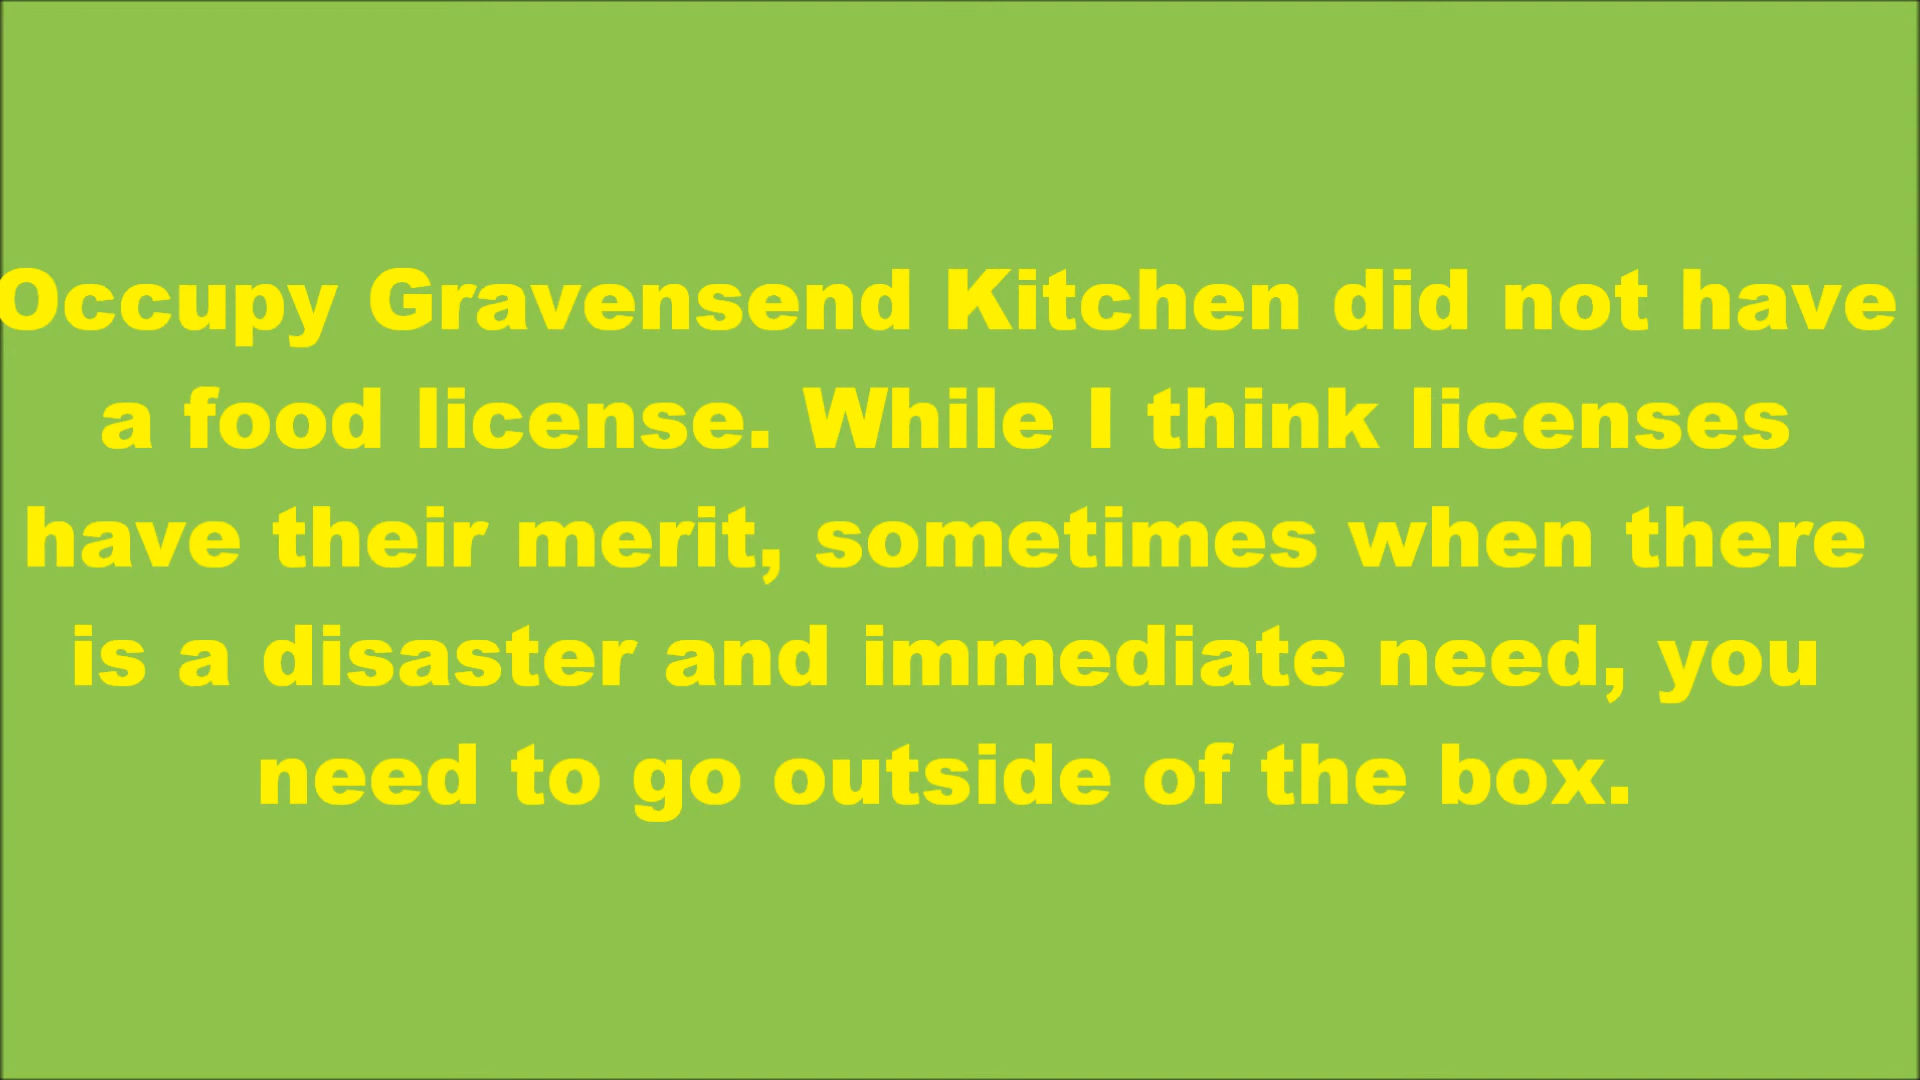 Occupy Gravensend Kitchen did not have
a food license. While I think licenses
have their merit, sometimes when there
is a disaster and immediate need, you
need to go outside of the box.